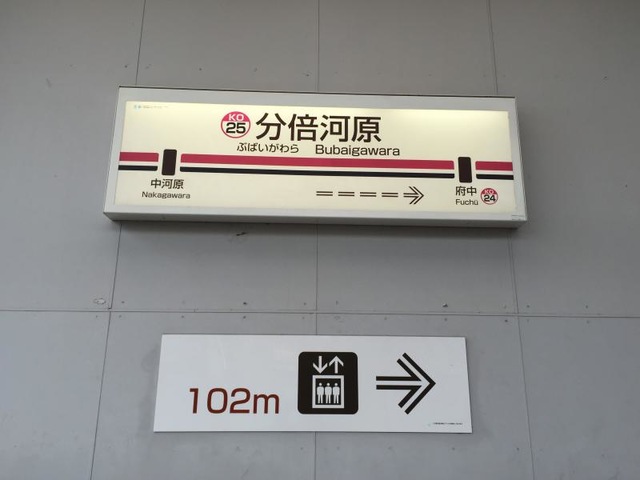 KO
25
分倍河原
ぶばいがわら Bubaigawara
中河原
Nakagawara
府中
Fuchū
KO
24
102m